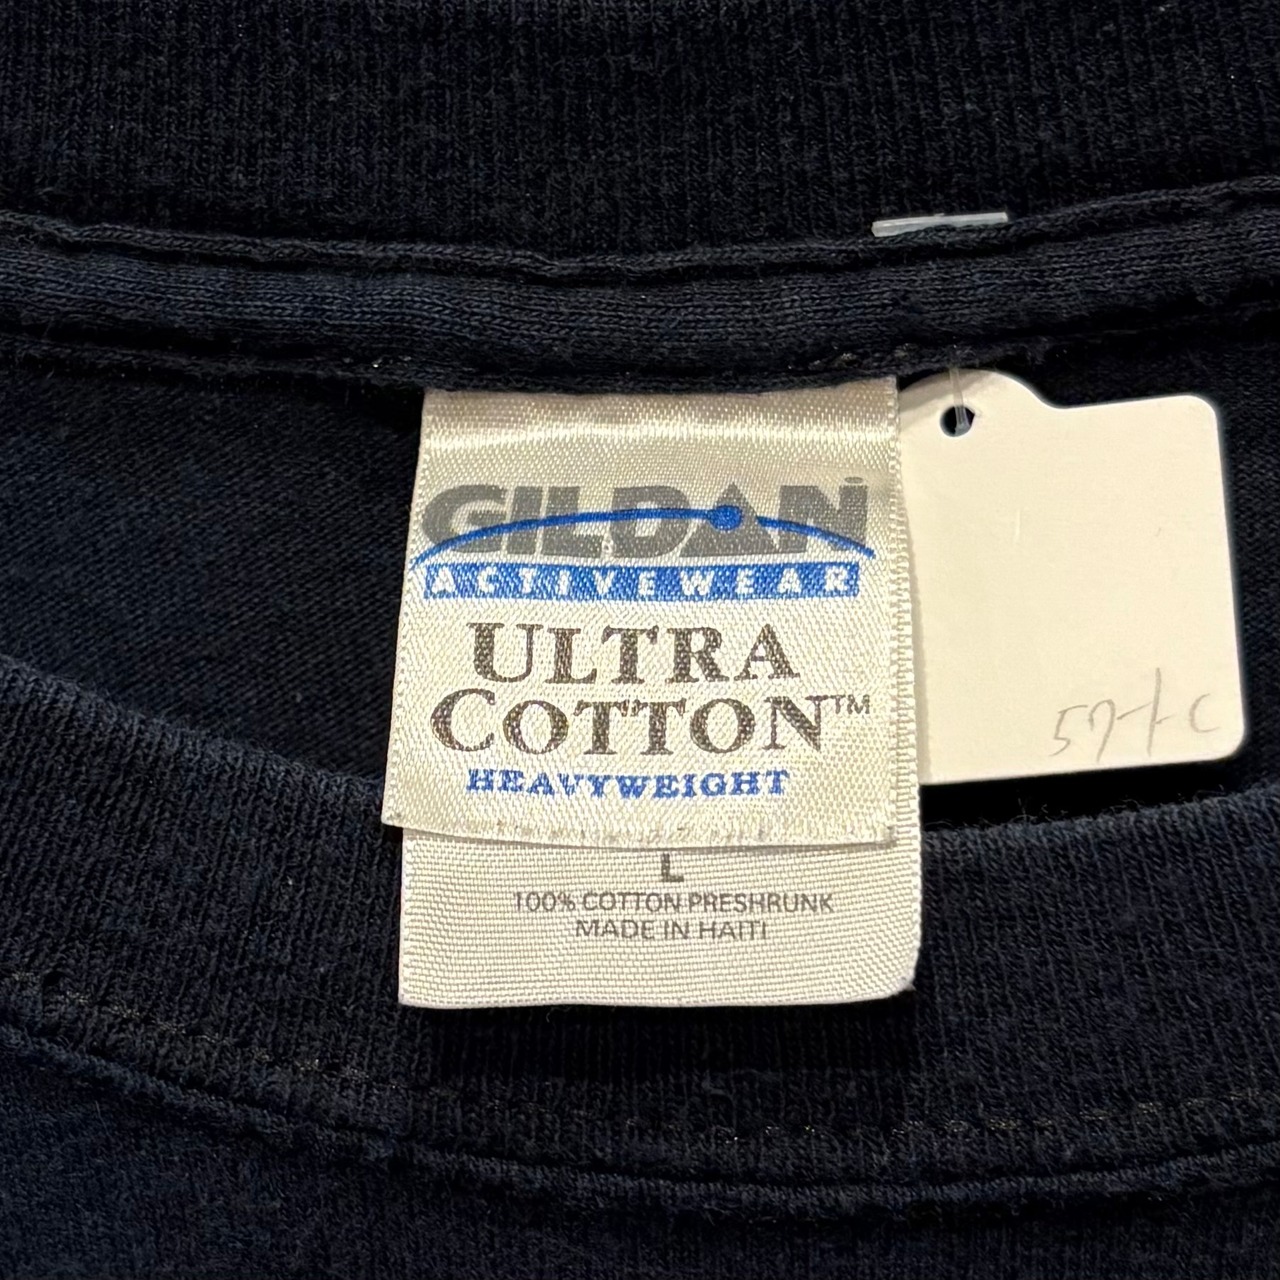 GILDAN
ACTIVEWEAR
ULTRA
COTTON™
HEAVYWEIGHT
L
100% COTTON PRESHRUNK
MADE IN HAITI